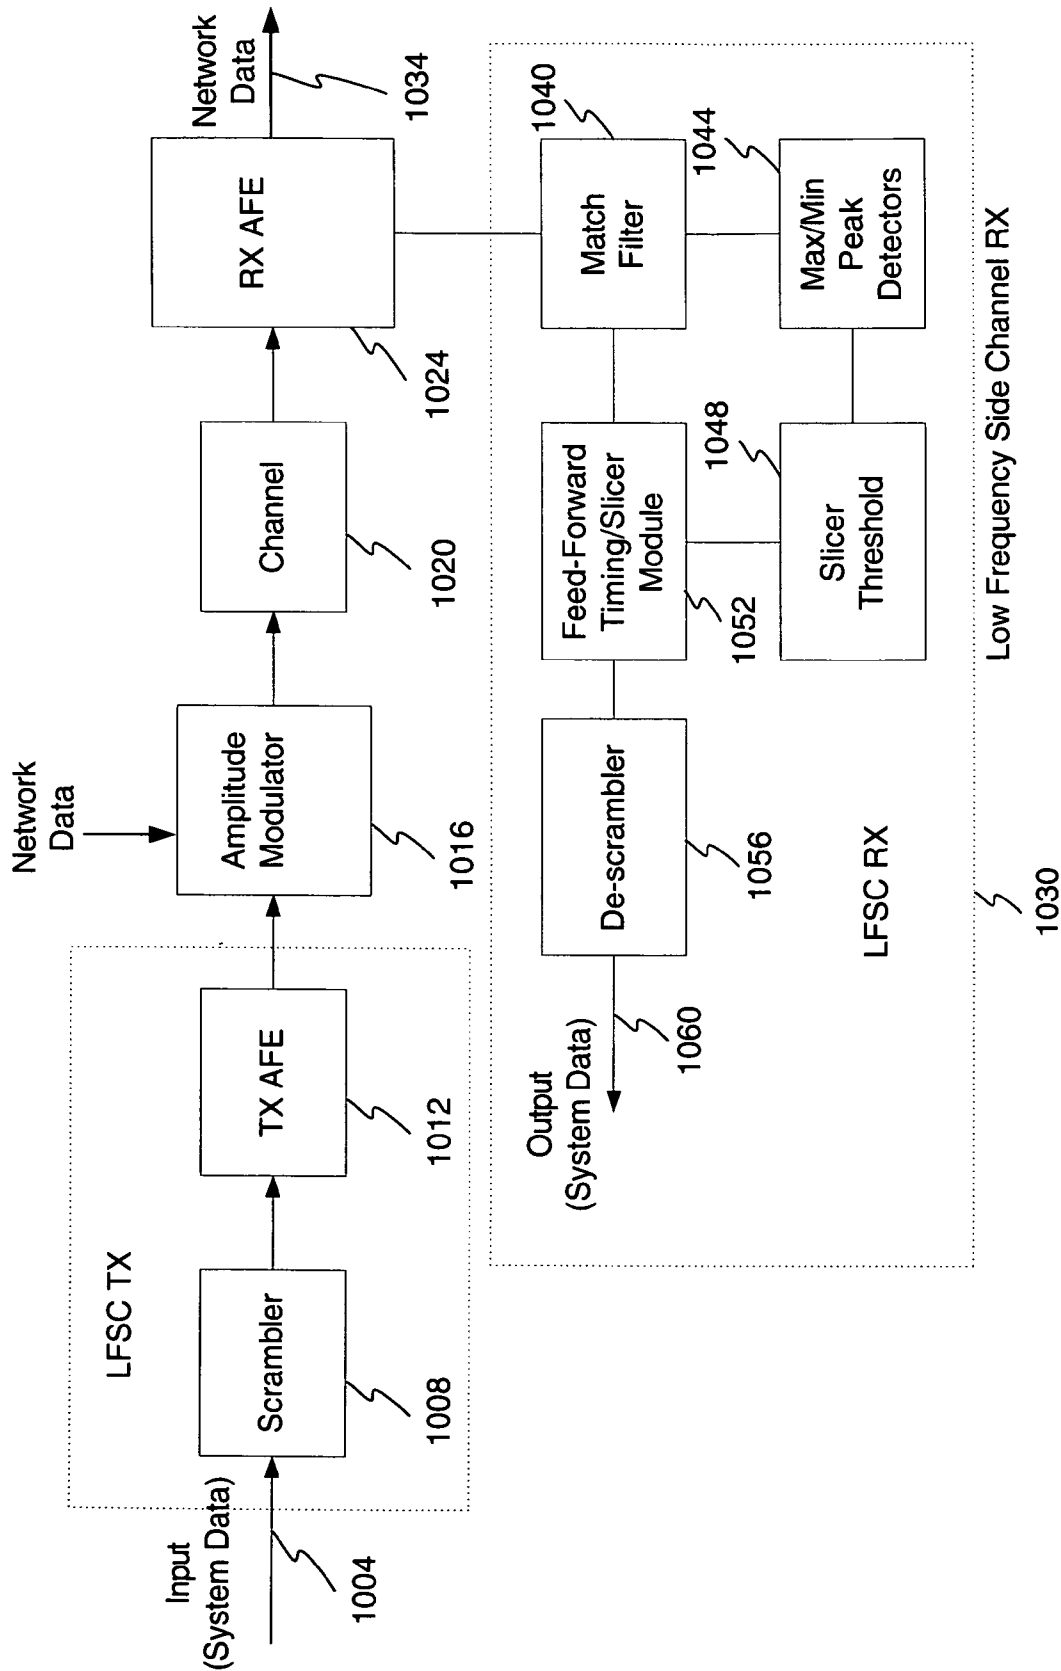 Input
(System Data)
1004
LFSC TX
Scrambler
1008
TX AFE
1012
Network
Data
Amplitude
Modulator
1016
Channel
1020
RX AFE
1024
Network
Data
1034
Output
(System Data)
1060
De-scrambler
1056
Feed-Forward
Timing/Slicer
Module
1052
Match
Filter
1040
Slicer
Threshold
1048
Max/Min
Peak
Detectors
1044
LFSC RX
1030
Low Frequency Side Channel RX